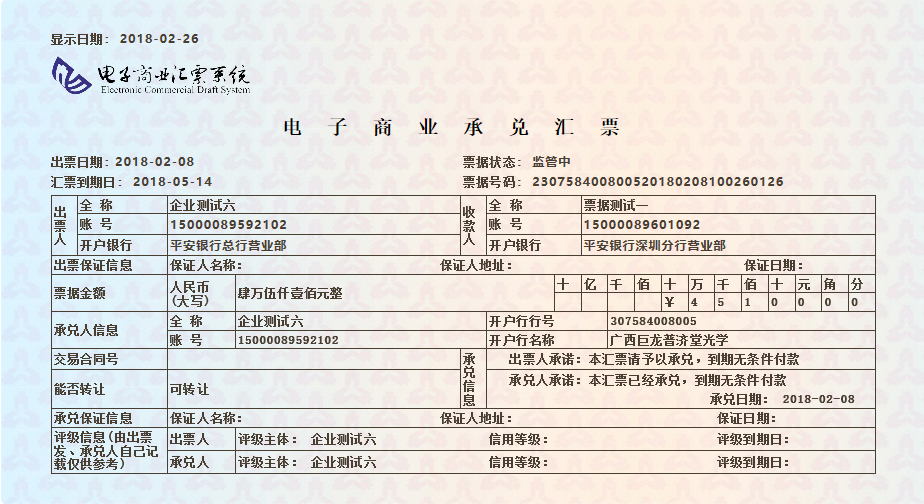 显示日期： 2018-02-26
电子商业汇票系统
Electronic Commercial Draft System
电 子 商 业 承 兑 汇 票
出票日期：2018-02-08 票据状态： 监管中
汇票到期日： 2018-05-14 票据号码： 230758400800520180208100260126
出票人 全 称 企业测试六 收款人 全 称 票据测试一
账 号 15000089592102 账 号 15000089601092
开户银行 平安银行总行营业部 开户银行 平安银行深圳分行营业部
出票保证信息 保证人名称： 保证人地址： 保证日期：
票据金额 人民币(大写) 肆万伍仟壹佰元整 十 亿 千 佰 十 万 千 佰 十 元 角 分
¥ 4 5 1 0 0 0 0
承兑人信息 全 称 企业测试六 开户行行号 307584008005
账 号 15000089592102 开户行名称 广西巨龙普济堂光学
交易合同号 承兑信息 出票人承诺：本汇票请予以承兑，到期无条件付款
能否转让 可转让 承兑人承诺：本汇票已经承兑，到期无条件付款
承兑日期： 2018-02-08
承兑保证信息 保证人名称： 保证人地址： 保证日期：
评级信息(由出票发、承兑人自己记载仅供参考) 出票人 评级主体： 企业测试六 信用等级： 评级到期日：
承兑人 评级主体： 企业测试六 信用等级： 评级到期日：